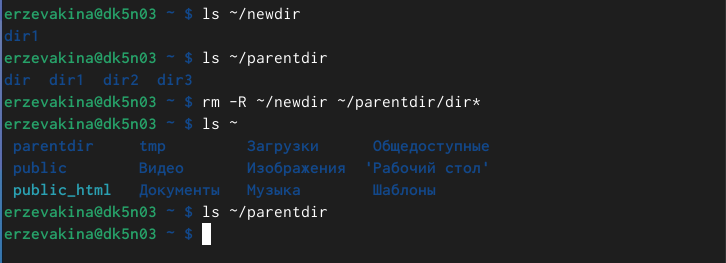 erzevakina@dk5n03 ~ $ ls ~/newdir
dir1
erzevakina@dk5n03 ~ $ ls ~/parentdir
dir dir1 dir2 dir3
erzevakina@dk5n03 ~ $ rm -R ~/newdir ~/parentdir/dir*
erzevakina@dk5n03 ~ $ ls ~
parentdir tmp Загрузки Общедоступные
public Видео Изображения 'Рабочий стол'
public_html Документы Музыка Шаблоны
erzevakina@dk5n03 ~ $ ls ~/parentdir
erzevakina@dk5n03 ~ $